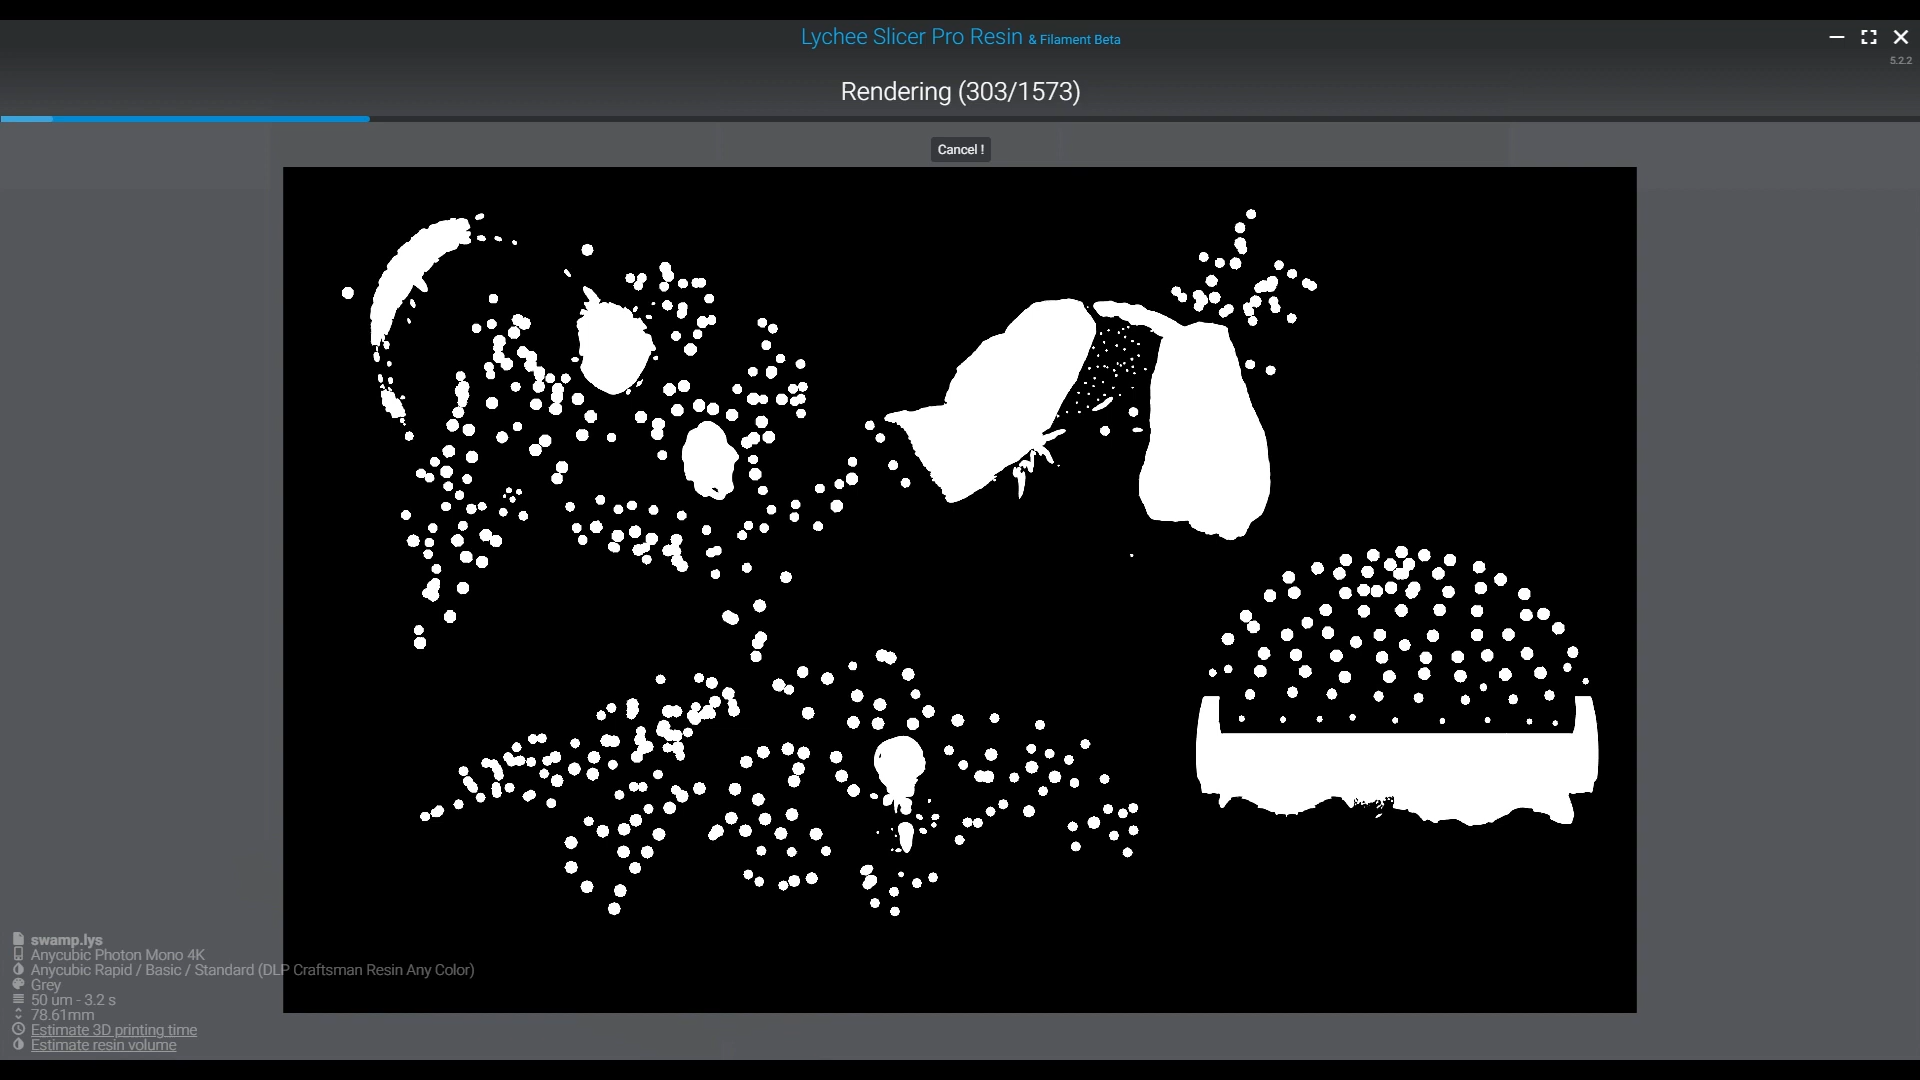 Lychee Slicer Pro Resin & Filament Beta
5.2.2
Rendering (303/1573)
Cancel !
swamp.lys
Anycubic Photon Mono 4K
Anycubic Rapid / Basic / Standard (DLP Craftsman Resin Any Color)
Grey
50 um - 3.2 s
78.61mm
Estimate 3D printing time
Estimate resin volume